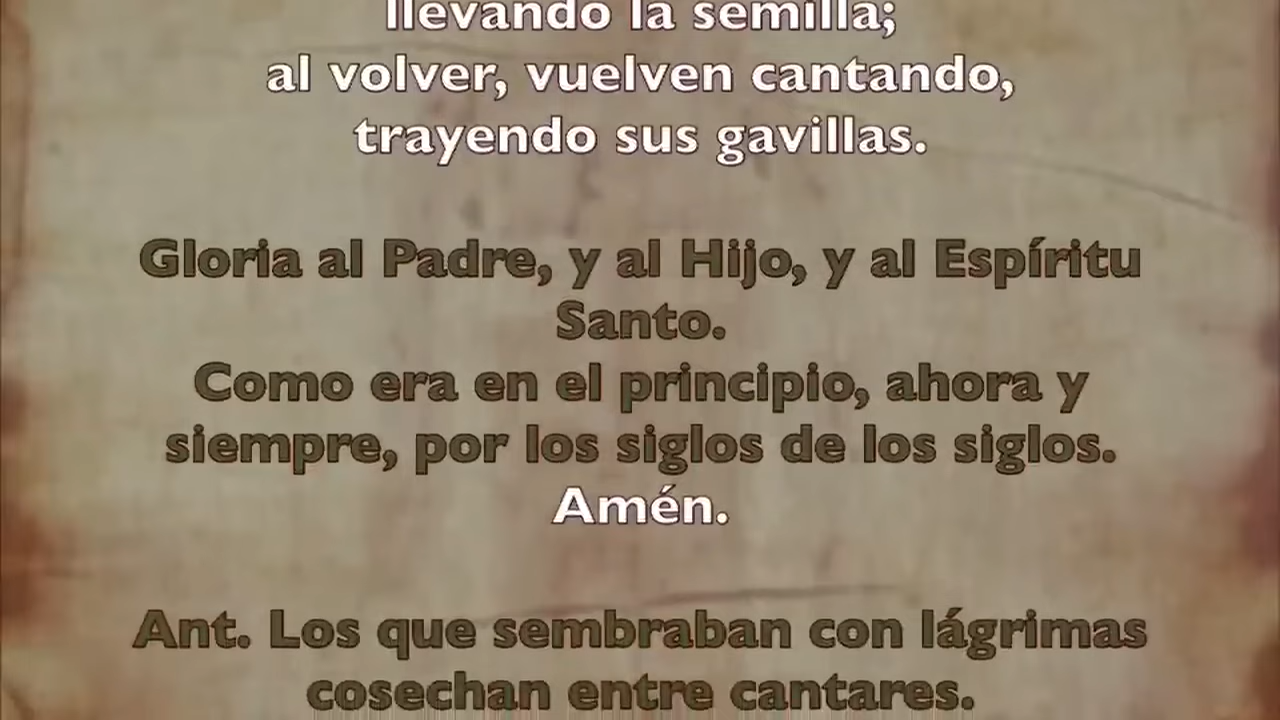 llevando la semilla;
al volver, vuelven cantando,
trayendo sus gavillas.
Gloria al Padre, y al Hijo, y al Espíritu
Santo.
Como era en el principio, ahora y
siempre, por los siglos de los siglos.
Amén.
Ant. Los que sembraban con lágrimas
cosechan entre cantares.